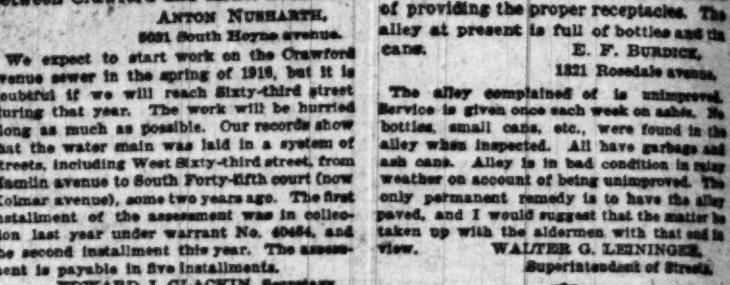 ANTON NUSHARTH,
5031 South Hoyne avenue.
We expect to start work on the Crawford
venue sewer in the spring of 1916, but it is
oubtful if we will reach Sixty-third street
uring that year. The work will be hurried
long as much as possible. Our records show
hat the water main was laid in a system of
treets, including West Sixty-third street, from
Hamlin avenue to South Forty-fifth court (now
Kolmar avenue), some two years ago. The first
nstallment of the assessment was in collec-
ion last year under warrant No. 40464, and
he second installment this year. The assess-
ment is payable in five installments.
of providing the proper receptacles. The
alley at present is full of bottles and tin
cans. E. F. BURDICK,
1821 Rosedale avenue.
The alley complained of is unimproved.
Service is given once each week on ashes. No
bottles, small cans, etc., were found in the
alley when inspected. All have garbage and
ash cans. Alley is in bad condition in rainy
weather on account of being unimproved. The
only permanent remedy is to have the alley
paved, and I would suggest that the matter be
taken up with the aldermen with that end in
view. WALTER G. LEININGER,
Superintendent of Streets.